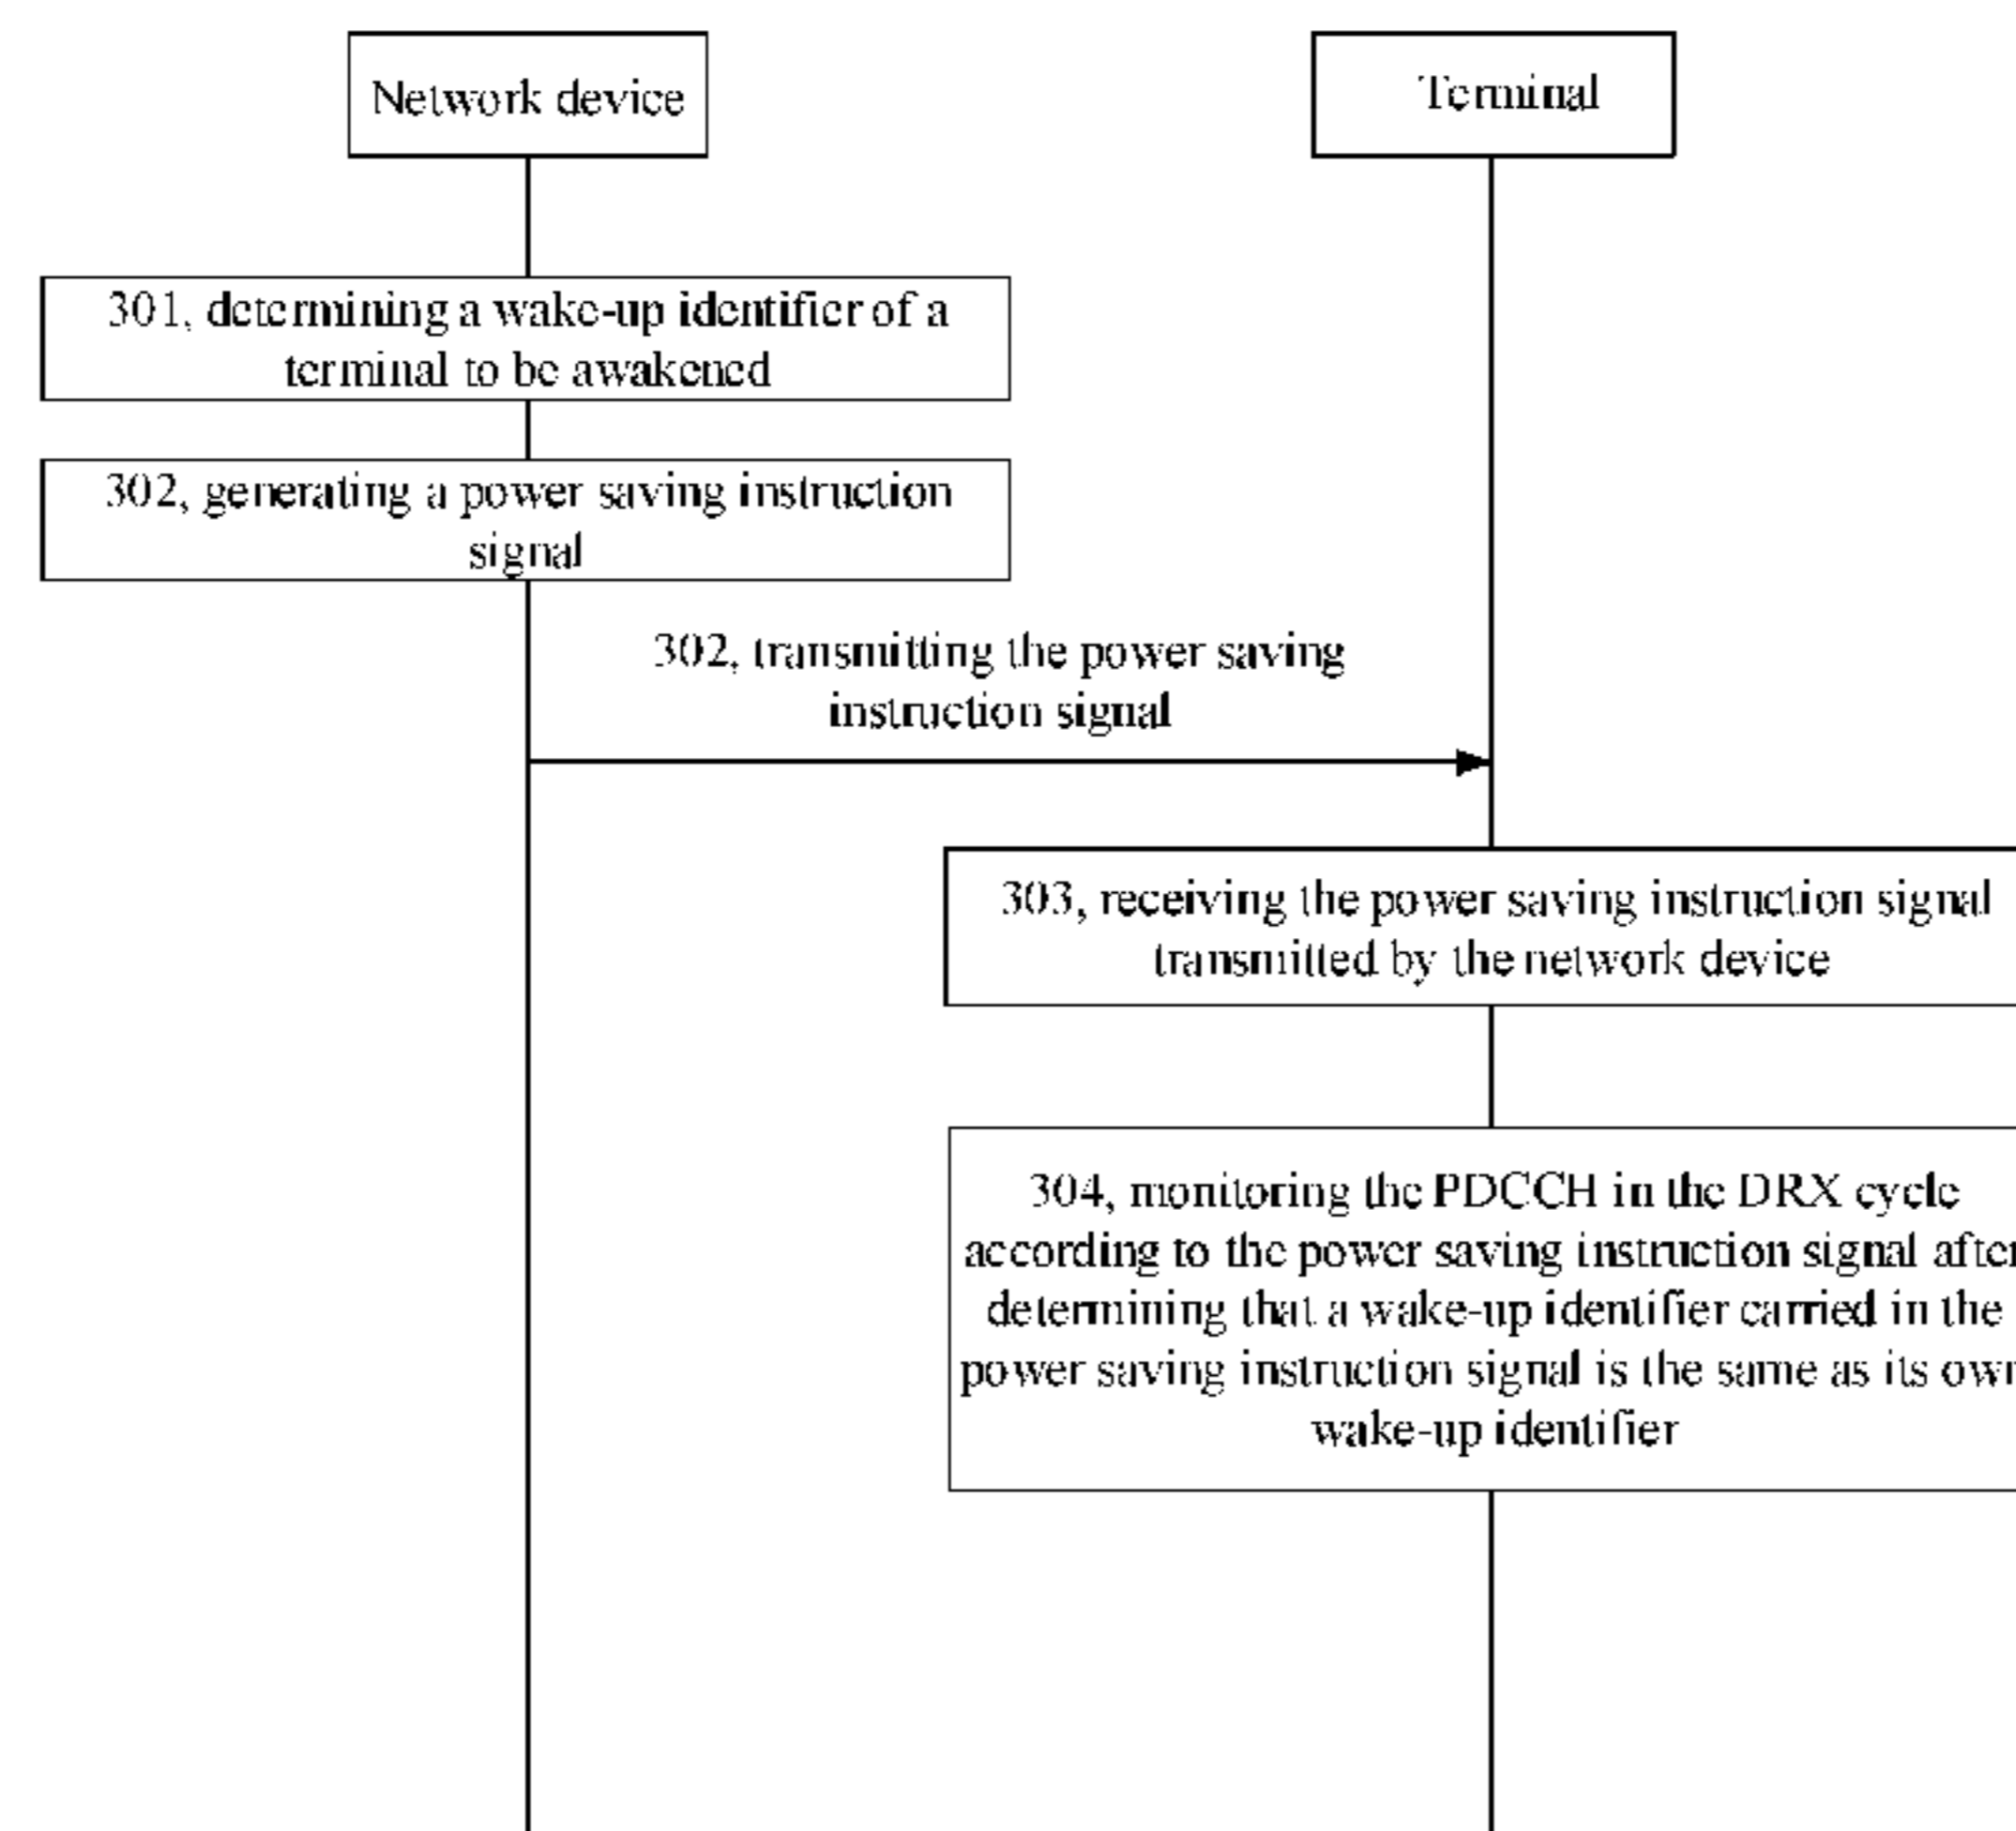 Network device
Terminal
301, determining a wake-up identifier of a
terminal to be awakened
302, generating a power saving instruction
signal
302, transmitting the power saving
instruction signal
303, receiving the power saving instruction signal
transmitted by the network device
304, monitoring the PDCCH in the DRX cycle
according to the power saving instruction signal after
determining that a wake-up identifier carried in the
power saving instruction signal is the same as its own
wake-up identifier